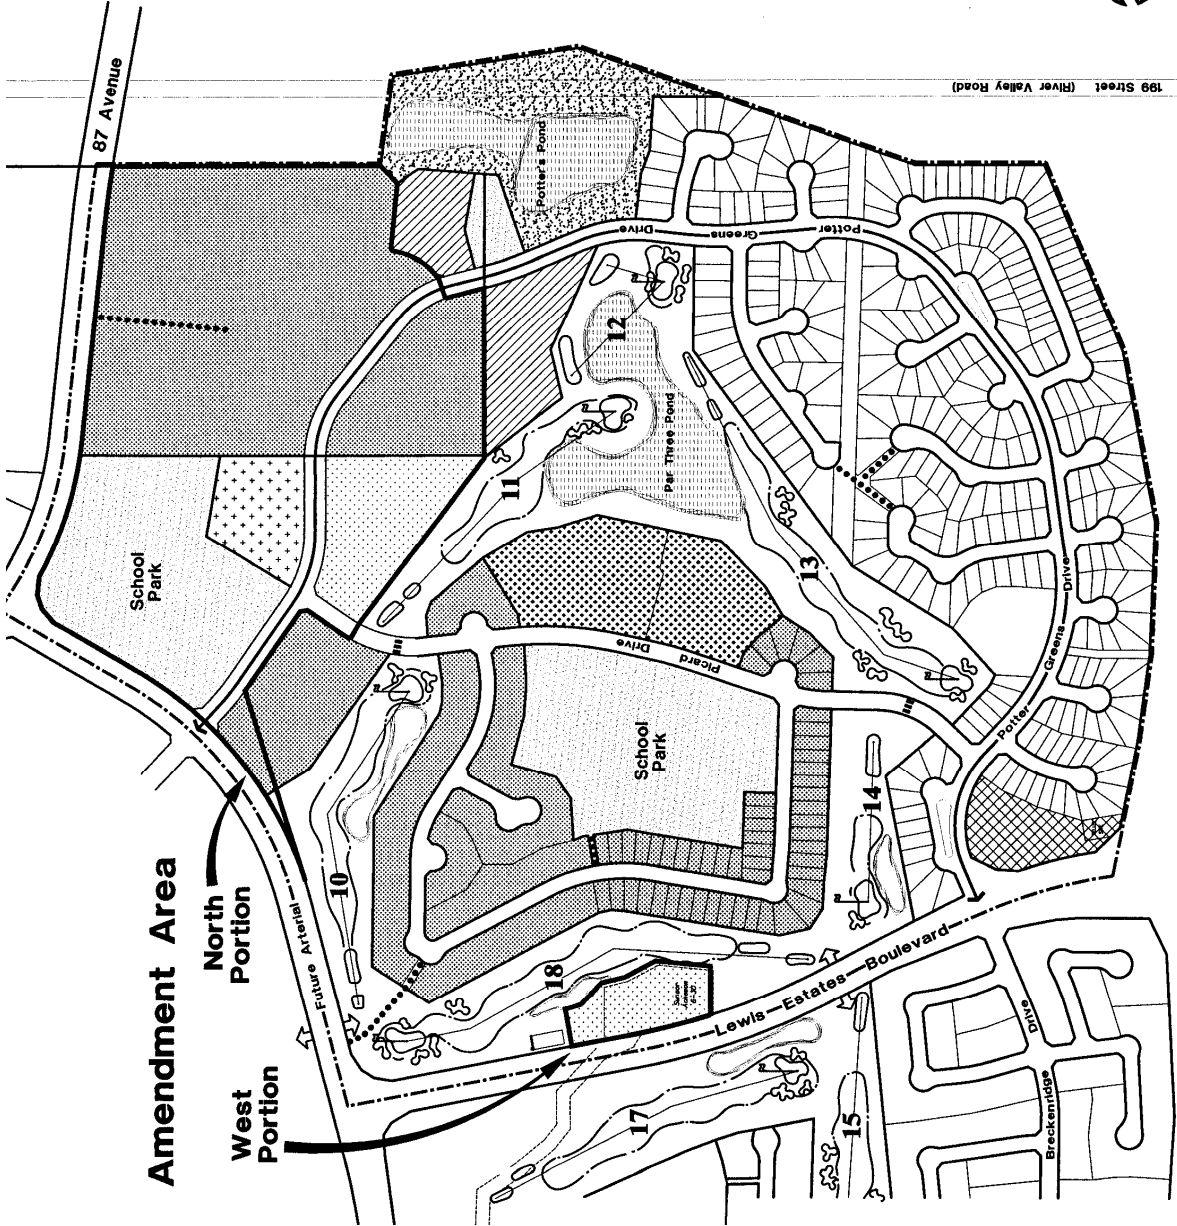 87 Avenue
199 Street (River Valley Road)
Potter's Pond
Drive
Greens
Potter
12
Par Three Pond
11
13
School
Park
Picard
Drive
School
Park
Potter
Greens
Drive
14
10
18
17
15
Amendment Area
North
Portion
West
Portion
Future Arterial
Lewis Estates Boulevard
Breckenridge
Drive